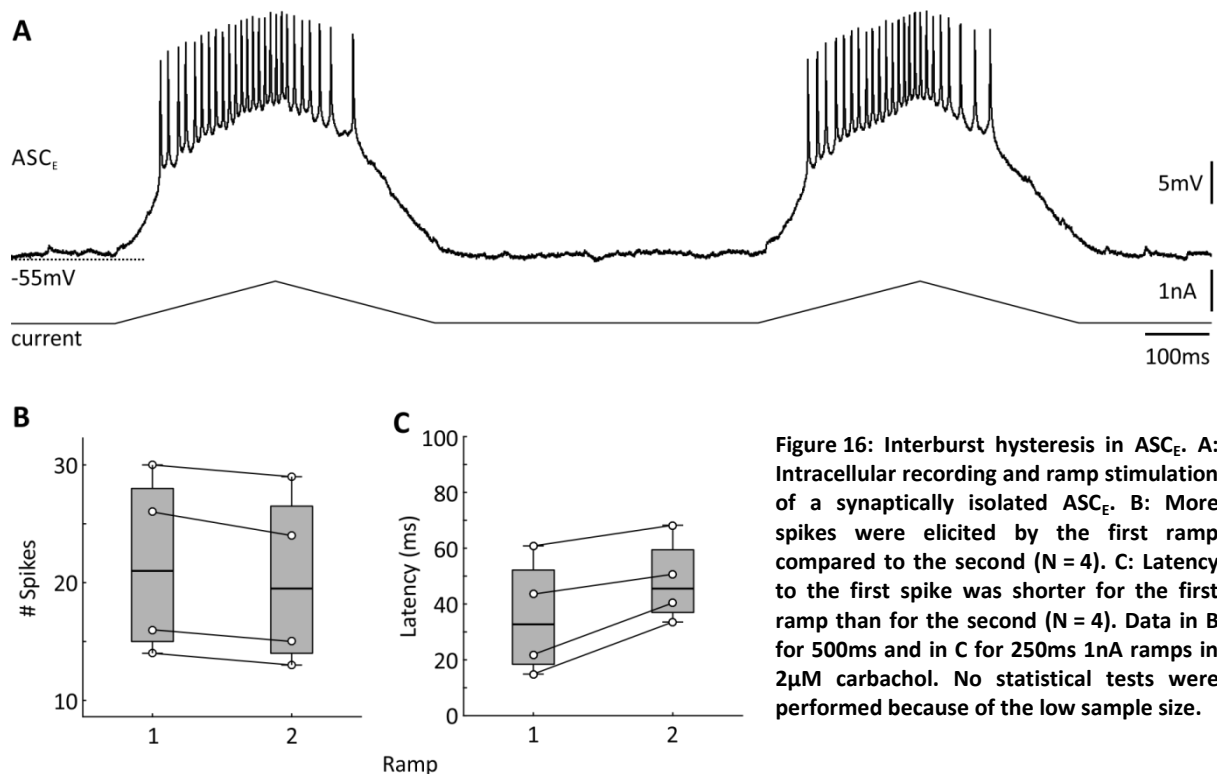 A
ASCE
5mV
-55mV
1nA
current
100ms
B
# Spikes
30
20
10
1 2
C
Latency (ms)
100
80
60
40
20
0
1 2
Ramp
Figure 16: Interburst hysteresis in ASCE. A:
Intracellular recording and ramp stimulation
of a synaptically isolated ASCE. B: More
spikes were elicited by the first ramp
compared to the second (N = 4). C: Latency
to the first spike was shorter for the first
ramp than for the second (N = 4). Data in B
for 500ms and in C for 250ms 1nA ramps in
2µM carbachol. No statistical tests were
performed because of the low sample size.